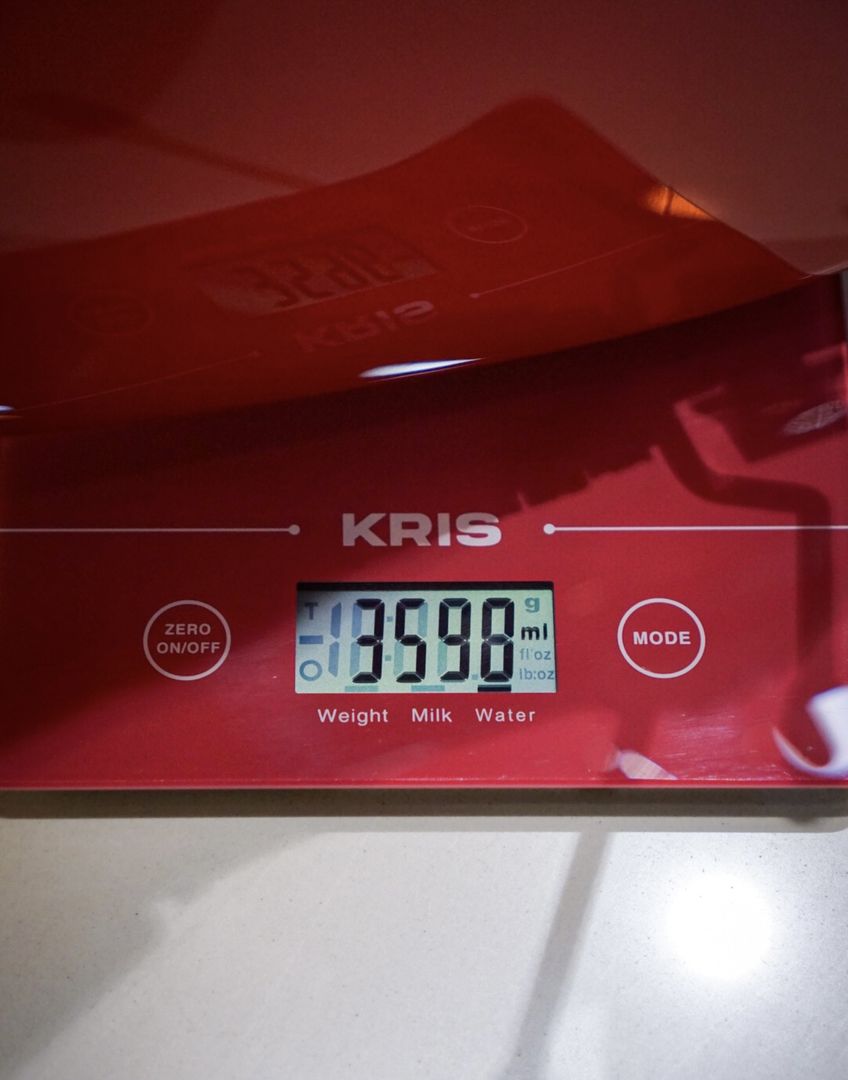 KRIS
ZERO
ON/OFF
T
3598
g
ml
fl'oz
lb:oz
MODE
Weight Milk Water